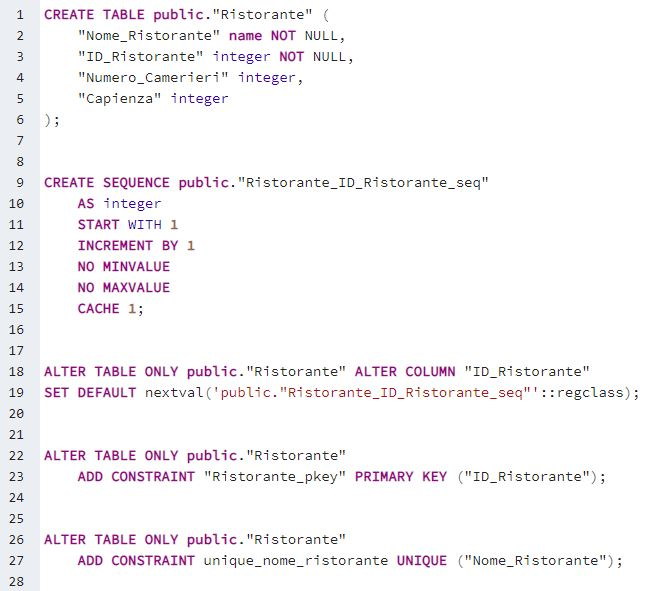 1 CREATE TABLE public."Ristorante" (
2 "Nome_Ristorante" name NOT NULL,
3 "ID_Ristorante" integer NOT NULL,
4 "Numero_Camerieri" integer,
5 "Capienza" integer
6 );
7
8
9 CREATE SEQUENCE public."Ristorante_ID_Ristorante_seq"
10 AS integer
11 START WITH 1
12 INCREMENT BY 1
13 NO MINVALUE
14 NO MAXVALUE
15 CACHE 1;
16
17
18 ALTER TABLE ONLY public."Ristorante" ALTER COLUMN "ID_Ristorante"
19 SET DEFAULT nextval('public."Ristorante_ID_Ristorante_seq"'::regclass);
20
21
22 ALTER TABLE ONLY public."Ristorante"
23 ADD CONSTRAINT "Ristorante_pkey" PRIMARY KEY ("ID_Ristorante");
24
25
26 ALTER TABLE ONLY public."Ristorante"
27 ADD CONSTRAINT unique_nome_ristorante UNIQUE ("Nome_Ristorante");
28